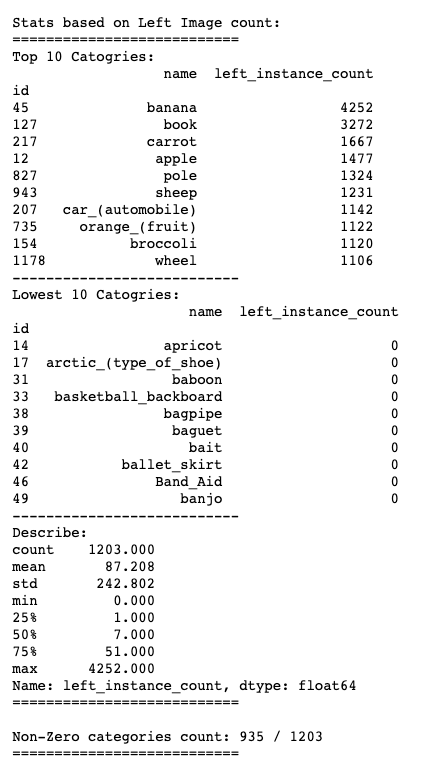 Stats based on Left Image count:
===========================
Top 10 Catogries:
name left_instance_count
id
45 banana 4252
127 book 3272
217 carrot 1667
12 apple 1477
827 pole 1324
943 sheep 1231
207 car_(automobile) 1142
735 orange_(fruit) 1122
154 broccoli 1120
1178 wheel 1106
---------------------------
Lowest 10 Catogries:
name left_instance_count
id
14 apricot 0
17 arctic_(type_of_shoe) 0
31 baboon 0
33 basketball_backboard 0
38 bagpipe 0
39 baguet 0
40 bait 0
42 ballet_skirt 0
46 Band_Aid 0
49 banjo 0
---------------------------
Describe:
count 1203.000
mean 87.208
std 242.802
min 0.000
25% 1.000
50% 7.000
75% 51.000
max 4252.000
Name: left_instance_count, dtype: float64
===========================
Non-Zero categories count: 935 / 1203
===========================